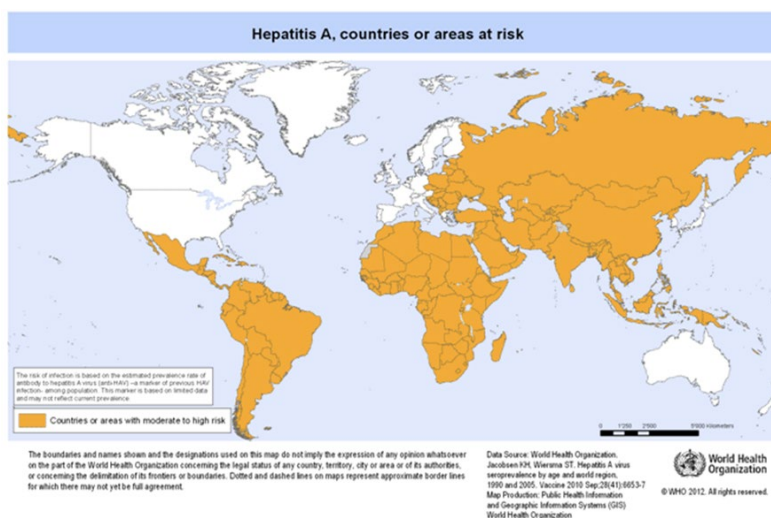 Hepatitis A, countries or areas at risk
The risk of infection is based on the estimated prevalence rate of
antibody to hepatitis A virus (anti-HAV) –a marker of previous HAV
infection– among population. This marker is based on limited data
and may not reflect current prevalence.
Countries or areas with moderate to high risk
0 1'250 2'500 5'000 Kilometers
The boundaries and names shown and the designations used on this map do not imply the expression of any opinion whatsoever
on the part of the World Health Organization concerning the legal status of any country, territory, city or area or of its authorities,
or concerning the delimitation of its frontiers or boundaries. Dotted and dashed lines on maps represent approximate border lines
for which there may not yet be full agreement.
Data Source: World Health Organization.
Jacobsen KH, Wiersma ST. Hepatitis A virus
seroprevalence by age and world region,
1990 and 2005. Vaccine 2010 Sep;28(41):6653-7
Map Production: Public Health Information
and Geographic Information Systems (GIS)
World Health Organization
World Health
Organization
© WHO 2012. All rights reserved.